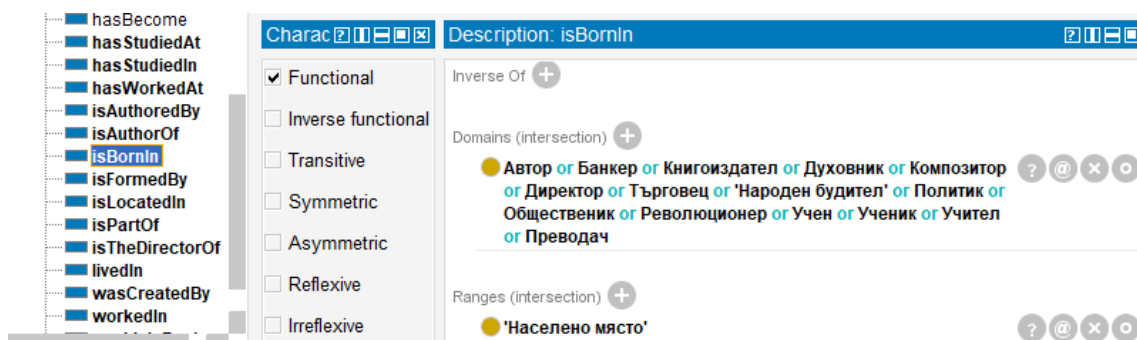 hasBecome
hasStudiedAt
hasStudiedIn
hasWorkedAt
isAuthoredBy
isAuthorOf
isBornIn
isFormedBy
isLocatedIn
isPartOf
isTheDirectorOf
livedIn
wasCreatedBy
workedIn
Charac
Functional
Inverse functional
Transitive
Symmetric
Asymmetric
Reflexive
Irreflexive
Description: isBornIn
Inverse Of
Domains (intersection)
Автор or Банкер or Книгоиздател or Духовник or Композитор
or Директор or Търговец or 'Народен будител' or Политик or
Общественик or Революционер or Учен or Ученик or Учител
or Преводач
Ranges (intersection)
'Населено място'